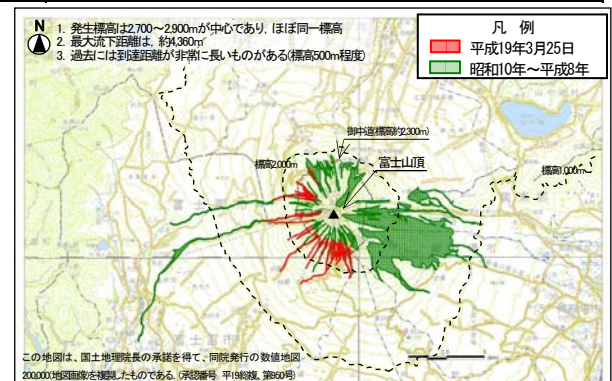 N
1. 発生標高は2,700～2,900mが中心であり、ほぼ同一標高
2. 最大流下距離は、約4,360m
3. 過去には到達距離が非常に長いものがある(標高500m程度)
凡 例
平成19年3月25日
昭和10年～平成8年
御中道(標高約2,300m)
標高2,000m
富士山頂
標高1,000m
この地図は、国土地理院長の承諾を得て、同院発行の数値地図
200,000(地図画像)を複製したものである。(承認番号 平19総複、第860号)